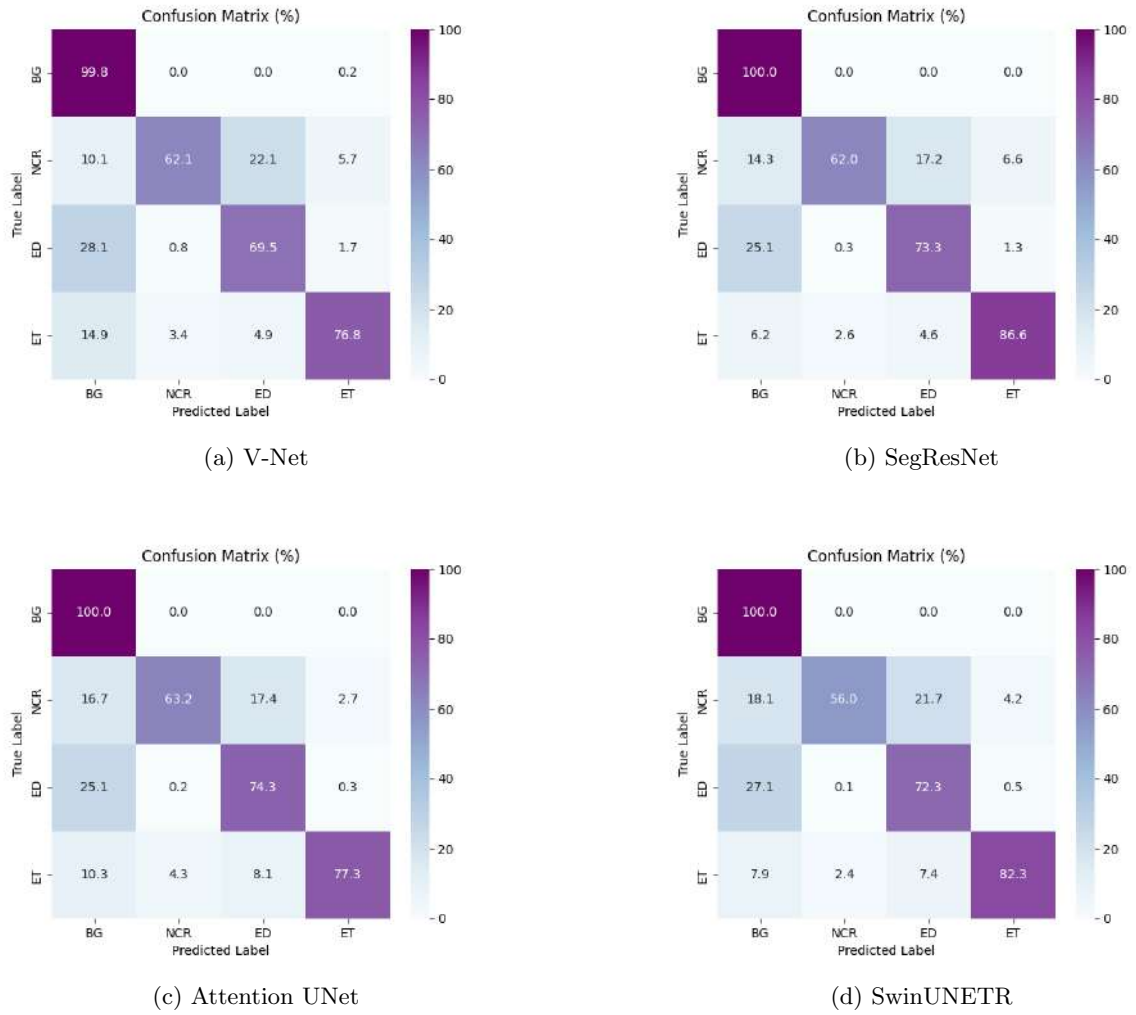 Confusion Matrix (%)
100
BG 99.8 0.0 0.0 0.2
80
NCR 10.1 62.1 22.1 5.7
60
True Label
40
ED 28.1 0.8 69.5 1.7
20
ET 14.9 3.4 4.9 76.8
0
BG NCR ED ET
Predicted Label
(a) V-Net
Confusion Matrix (%)
100
BG 100.0 0.0 0.0 0.0
80
NCR 14.3 62.0 17.2 6.6
60
True Label
40
ED 25.1 0.3 73.3 1.3
20
ET 6.2 2.6 4.6 86.6
0
BG NCR ED ET
Predicted Label
(b) SegResNet
Confusion Matrix (%)
100
BG 100.0 0.0 0.0 0.0
80
NCR 16.7 63.2 17.4 2.7
60
True Label
40
ED 25.1 0.2 74.3 0.3
20
ET 10.3 4.3 8.1 77.3
0
BG NCR ED ET
Predicted Label
(c) Attention UNet
Confusion Matrix (%)
100
BG 100.0 0.0 0.0 0.0
80
NCR 18.1 56.0 21.7 4.2
60
True Label
40
ED 27.1 0.1 72.3 0.5
20
ET 7.9 2.4 7.4 82.3
0
BG NCR ED ET
Predicted Label
(d) SwinUNETR